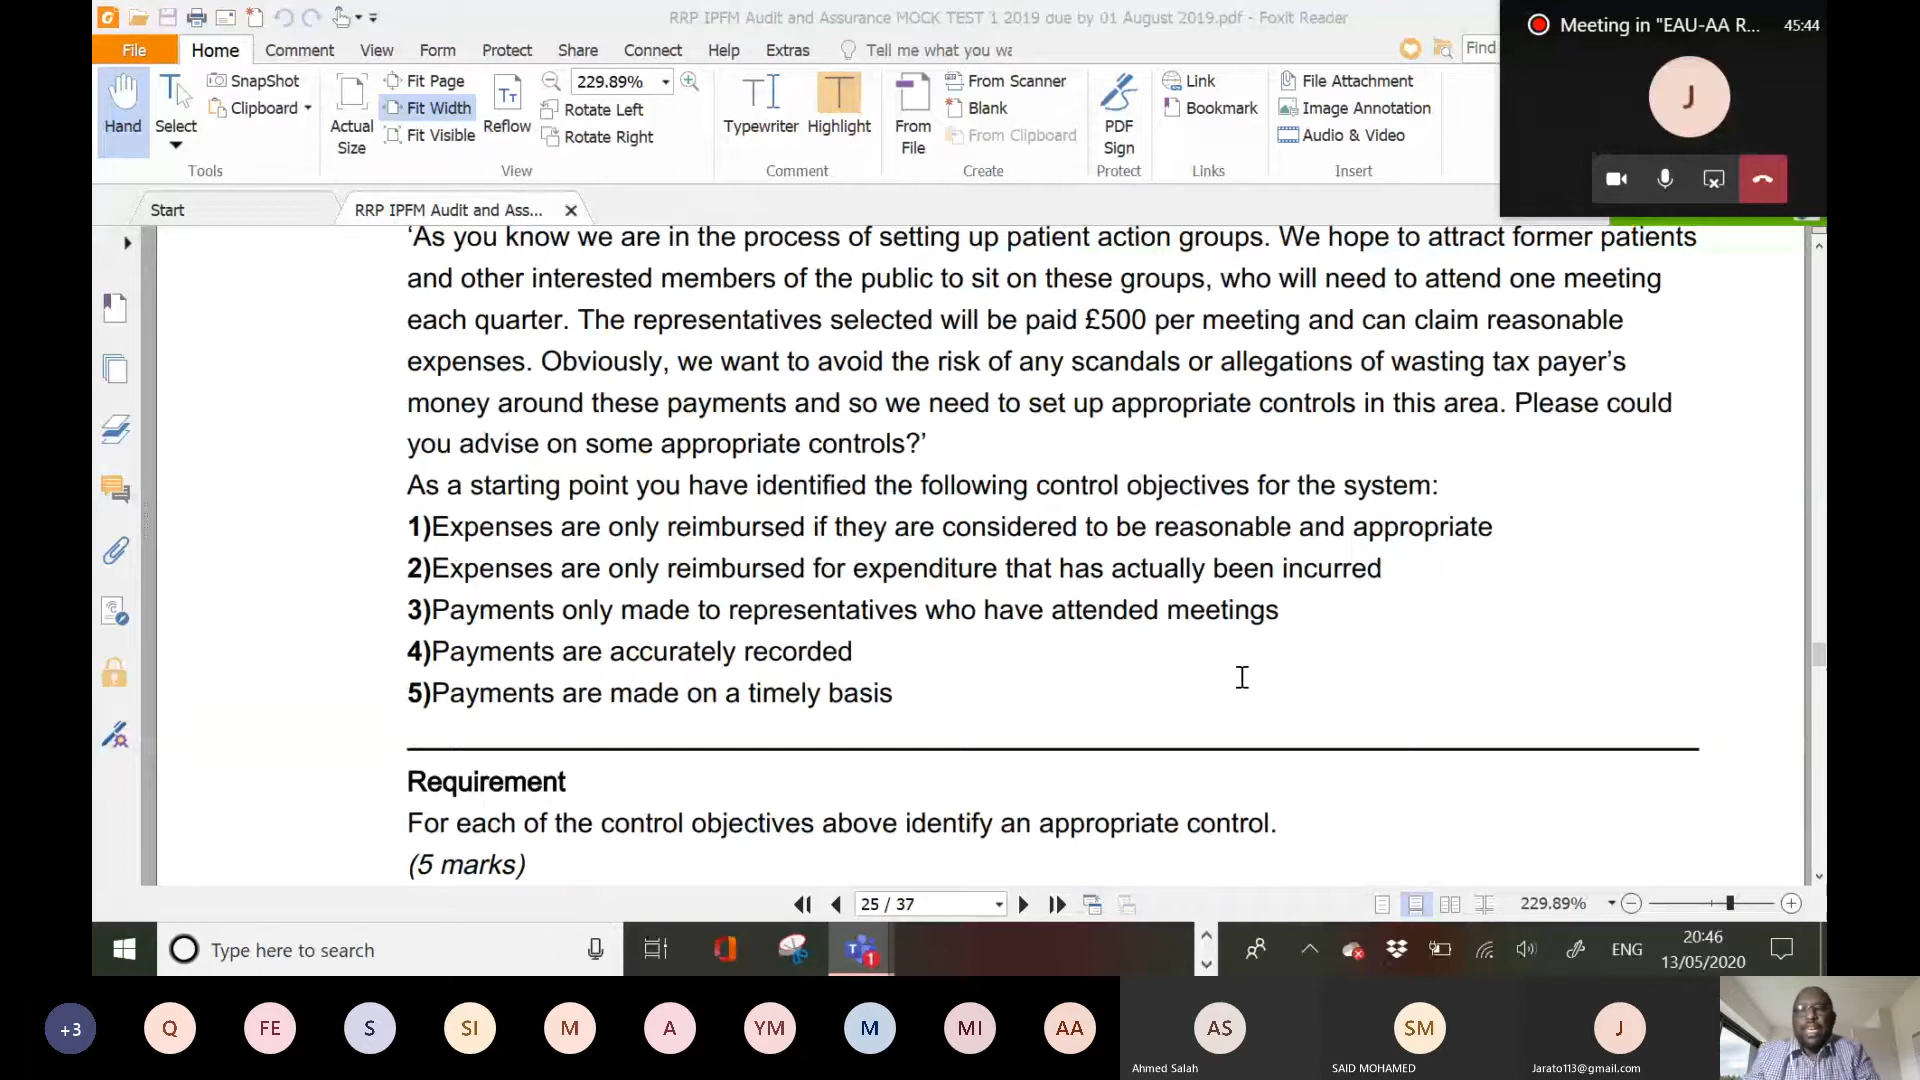 RRP IPFM Audit and Assurance MOCK TEST 1 2019 due by 01 August 2019.pdf - Foxit Reader
Meeting in "EAU-AA R...
45:44
File
Home
Comment
View
Form
Protect
Share
Connect
Help
Extras
Tell me what you wa
Find
J
Hand
Select
SnapShot
Clipboard
Tools
Actual Size
Fit Page
Fit Width
Fit Visible
Reflow
229.89%
Rotate Left
Rotate Right
View
Typewriter
Highlight
Comment
From File
From Scanner
Blank
From Clipboard
Create
PDF Sign
Protect
Link
Bookmark
Links
File Attachment
Image Annotation
Audio & Video
Insert
Start
RRP IPFM Audit and Ass...
‘As you know we are in the process of setting up patient action groups. We hope to attract former patients
and other interested members of the public to sit on these groups, who will need to attend one meeting
each quarter. The representatives selected will be paid £500 per meeting and can claim reasonable
expenses. Obviously, we want to avoid the risk of any scandals or allegations of wasting tax payer’s
money around these payments and so we need to set up appropriate controls in this area. Please could
you advise on some appropriate controls?’
As a starting point you have identified the following control objectives for the system:
1)Expenses are only reimbursed if they are considered to be reasonable and appropriate
2)Expenses are only reimbursed for expenditure that has actually been incurred
3)Payments only made to representatives who have attended meetings
4)Payments are accurately recorded
5)Payments are made on a timely basis
Requirement
For each of the control objectives above identify an appropriate control.
(5 marks)
25 / 37
229.89%
Type here to search
1
ENG
20:46
13/05/2020
+3
Q
FE
S
SI
M
A
YM
M
MI
AA
AS
SM
J
Ahmed Salah
SAID MOHAMED
Jarato113@gmail.com